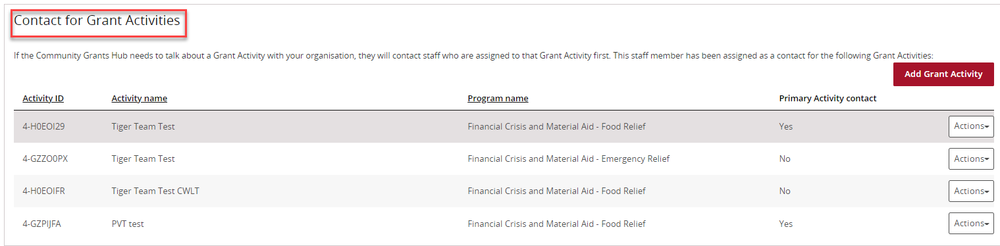 Contact for Grant Activities
If the Community Grants Hub needs to talk about a Grant Activity with your organisation, they will contact staff who are assigned to that Grant Activity first. This staff member has been assigned as a contact for the following Grant Activities:
Add Grant Activity
Activity ID Activity name Program name Primary Activity contact
4-H0EOI29 Tiger Team Test Financial Crisis and Material Aid - Food Relief Yes Actions
4-GZZO0PX Tiger Team Test Financial Crisis and Material Aid - Emergency Relief No Actions
4-H0EOIFR Tiger Team Test CWLT Financial Crisis and Material Aid - Food Relief No Actions
4-GZPIJFA PVT test Financial Crisis and Material Aid - Food Relief Yes Actions